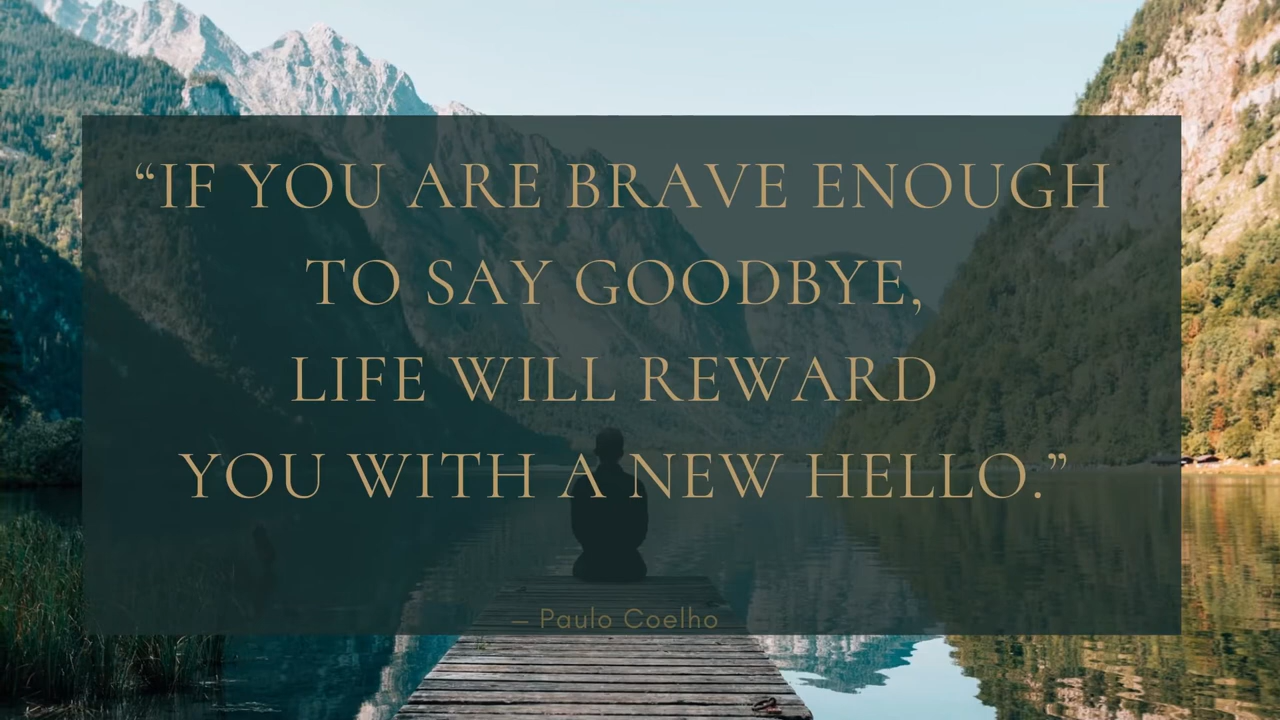 “IF YOU ARE BRAVE ENOUGH
TO SAY GOODBYE,
LIFE WILL REWARD
YOU WITH A NEW HELLO.”
– Paulo Coelho